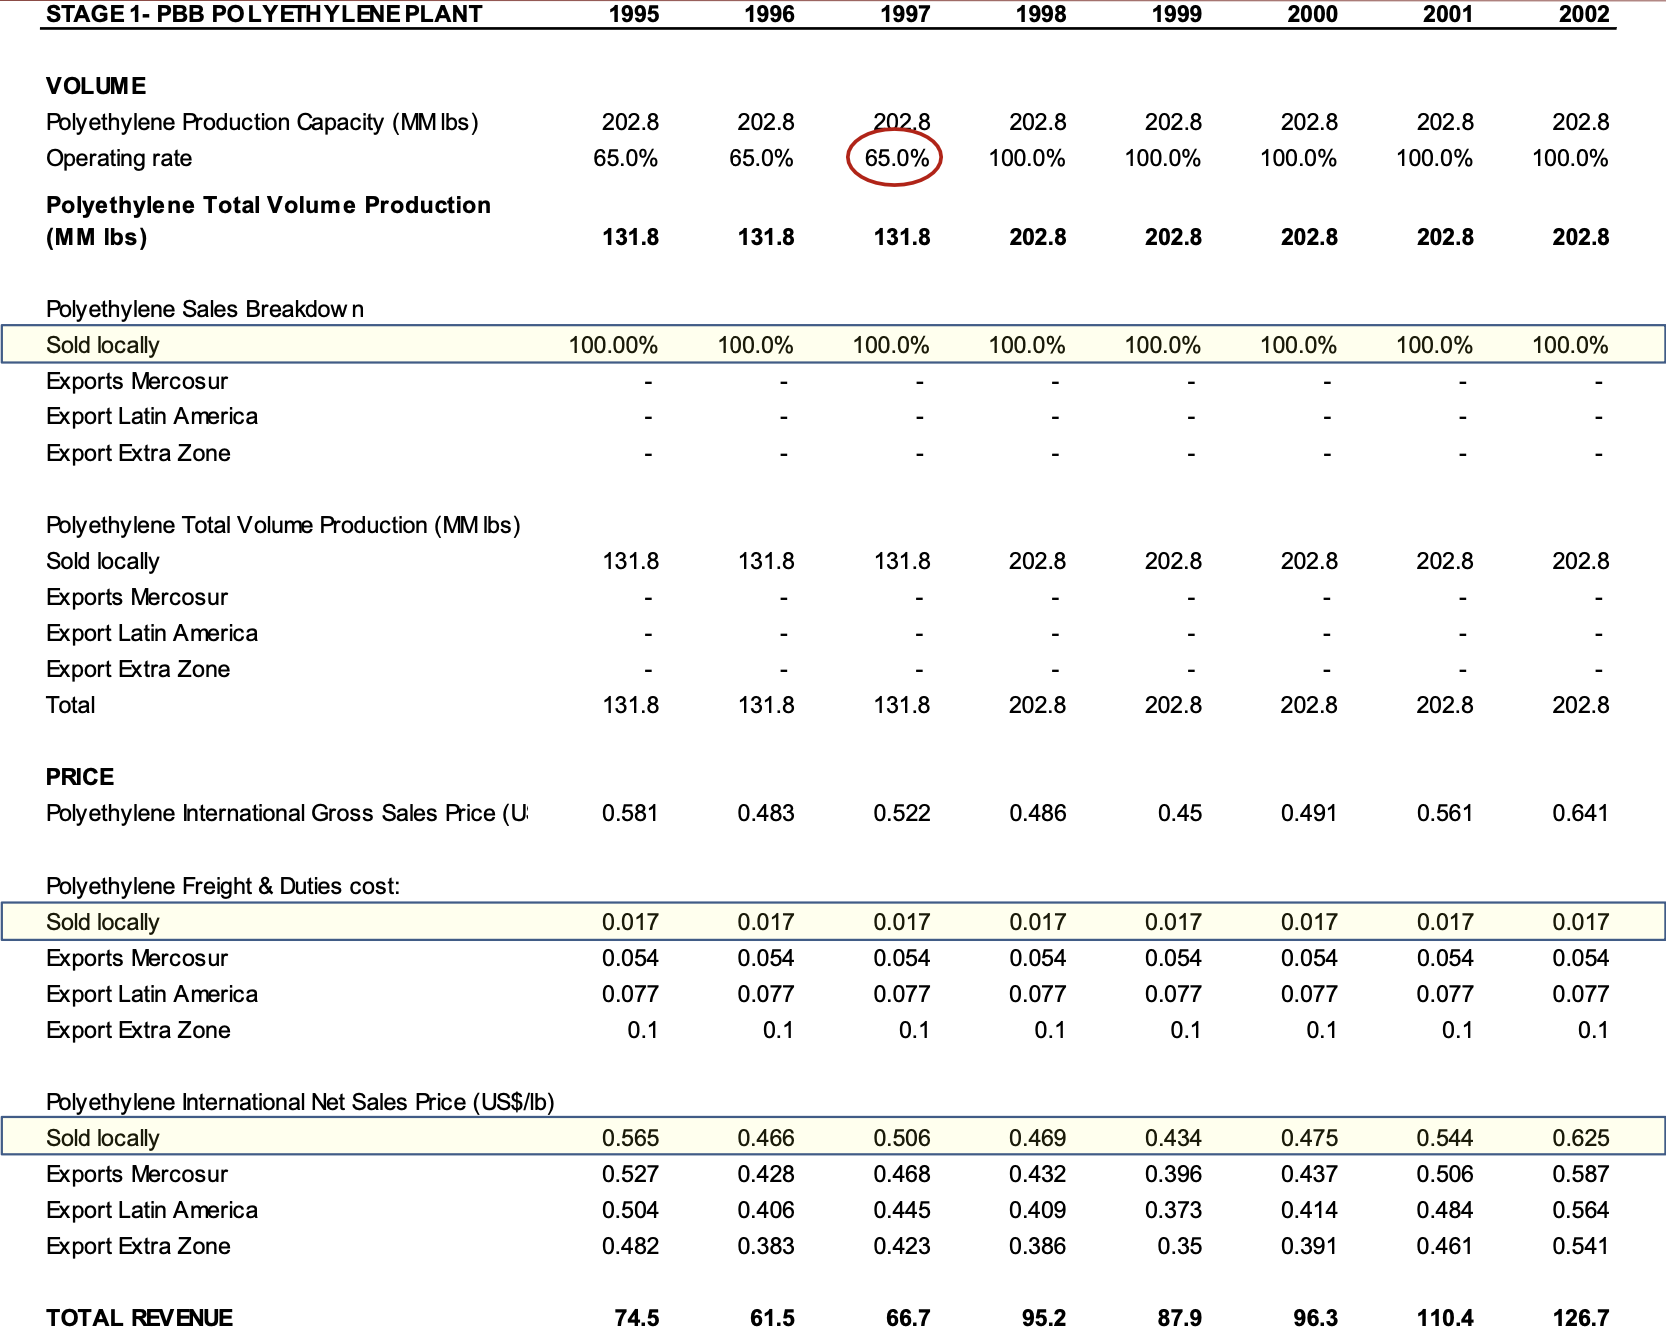 STAGE 1- PBB POLYETHYLENE PLANT 1995 1996 1997 1998 1999 2000 2001 2002
VOLUME
Polyethylene Production Capacity (MM lbs) 202.8 202.8 202.8 202.8 202.8 202.8 202.8 202.8
Operating rate 65.0% 65.0% 65.0% 100.0% 100.0% 100.0% 100.0% 100.0%
Polyethylene Total Volume Production
(MM lbs) 131.8 131.8 131.8 202.8 202.8 202.8 202.8 202.8
Polyethylene Sales Breakdown
Sold locally 100.00% 100.0% 100.0% 100.0% 100.0% 100.0% 100.0% 100.0%
Exports Mercosur - - - - - - - -
Export Latin America - - - - - - - -
Export Extra Zone - - - - - - - -
Polyethylene Total Volume Production (MM lbs)
Sold locally 131.8 131.8 131.8 202.8 202.8 202.8 202.8 202.8
Exports Mercosur - - - - - - - -
Export Latin America - - - - - - - -
Export Extra Zone - - - - - - - -
Total 131.8 131.8 131.8 202.8 202.8 202.8 202.8 202.8
PRICE
Polyethylene International Gross Sales Price (U 0.581 0.483 0.522 0.486 0.45 0.491 0.561 0.641
Polyethylene Freight & Duties cost:
Sold locally 0.017 0.017 0.017 0.017 0.017 0.017 0.017 0.017
Exports Mercosur 0.054 0.054 0.054 0.054 0.054 0.054 0.054 0.054
Export Latin America 0.077 0.077 0.077 0.077 0.077 0.077 0.077 0.077
Export Extra Zone 0.1 0.1 0.1 0.1 0.1 0.1 0.1 0.1
Polyethylene International Net Sales Price (US$/lb)
Sold locally 0.565 0.466 0.506 0.469 0.434 0.475 0.544 0.625
Exports Mercosur 0.527 0.428 0.468 0.432 0.396 0.437 0.506 0.587
Export Latin America 0.504 0.406 0.445 0.409 0.373 0.414 0.484 0.564
Export Extra Zone 0.482 0.383 0.423 0.386 0.35 0.391 0.461 0.541
TOTAL REVENUE 74.5 61.5 66.7 95.2 87.9 96.3 110.4 126.7